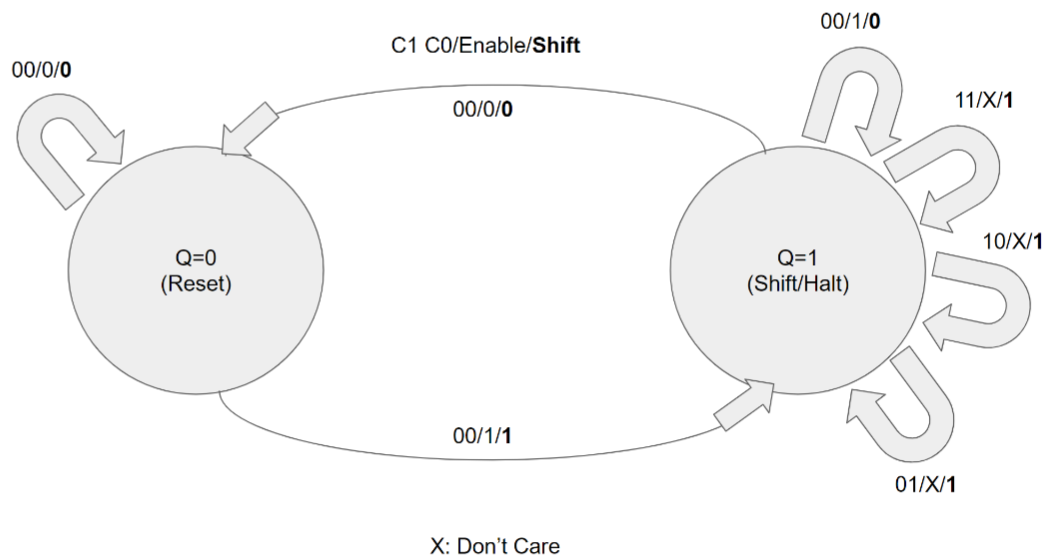 C1 C0/Enable/Shift
00/0/0
00/0/0
00/1/0
11/X/1
Q=0
(Reset)
Q=1
(Shift/Halt)
10/X/1
00/1/1
01/X/1
X: Don't Care